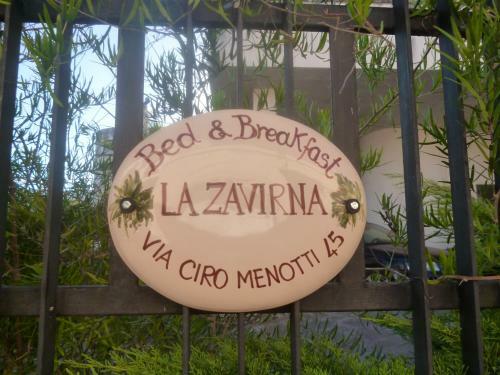 Bed & Breakfast
LA ZAVIRNA
VIA CIRO MENOTTI 45